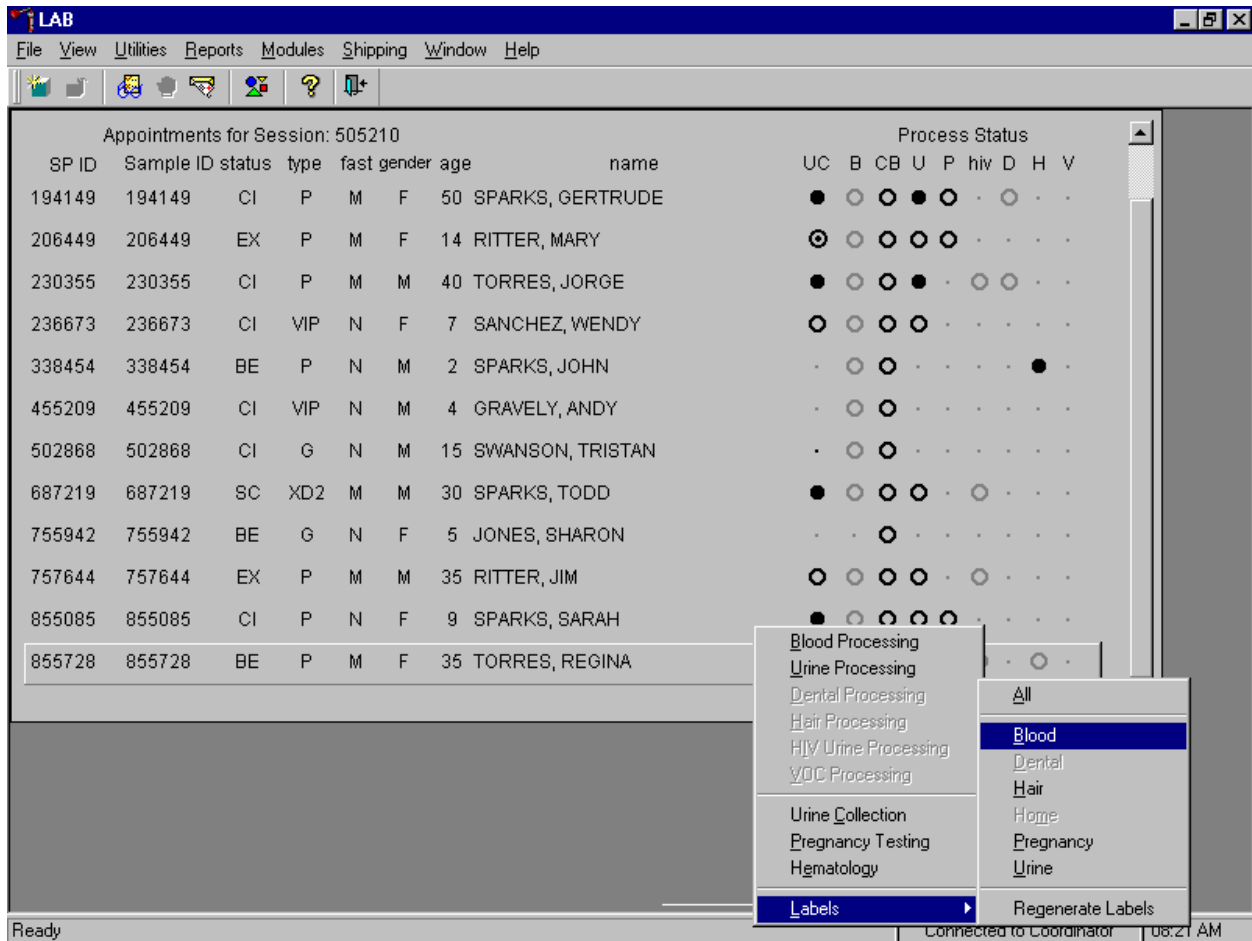 LAB
File View Utilities Reports Modules Shipping Window Help
Appointments for Session: 505210 Process Status
SP ID Sample ID status type fast gender age name UC B CB U P hiv D H V
194149 194149 CI P M F 50 SPARKS, GERTRUDE
206449 206449 EX P M F 14 RITTER, MARY
230355 230355 CI P M M 40 TORRES, JORGE
236673 236673 CI VIP N F 7 SANCHEZ, WENDY
338454 338454 BE P N M 2 SPARKS, JOHN
455209 455209 CI VIP N M 4 GRAVELY, ANDY
502868 502868 CI G N M 15 SWANSON, TRISTAN
687219 687219 SC XD2 M M 30 SPARKS, TODD
755942 755942 BE G N F 5 JONES, SHARON
757644 757644 EX P M M 35 RITTER, JIM
855085 855085 CI P N F 9 SPARKS, SARAH
855728 855728 BE P M F 35 TORRES, REGINA
Blood Processing
Urine Processing
Dental Processing
Hair Processing
HIV Urine Processing
VOC Processing
Urine Collection
Pregnancy Testing
Hematology
Labels
All
Blood
Dental
Hair
Home
Pregnancy
Urine
Regenerate Labels
Ready Connected to Coordinator 08:21 AM